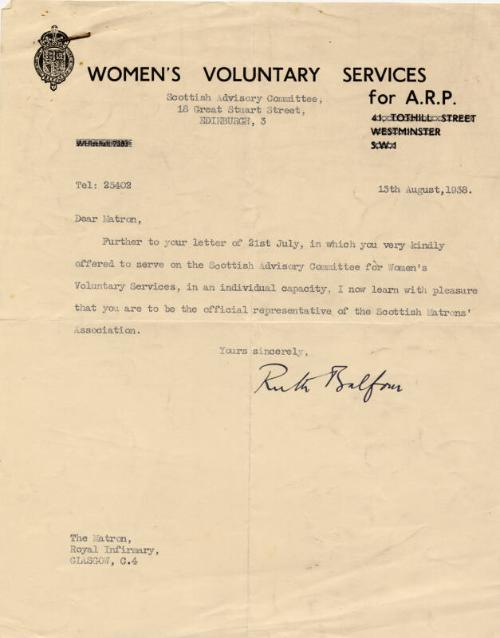 WOMEN'S VOLUNTARY SERVICES
for A.R.P.
Scottish Advisory Committee,
18 Great Stuart Street,
EDINBURGH, 3
41, TOTHILL STREET
WESTMINSTER
S.W.1
Tel: 25402
13th August,1938.
Dear Matron,
Further to your letter of 21st July, in which you very kindly
offered to serve on the Scottish Advisory Committee for Women's
Voluntary Services, in an individual capacity, I now learn with pleasure
that you are to be the official representative of the Scottish Matrons'
Association.
Yours sincerely,
Ruth Balfour
The Matron,
Royal Infirmary,
GLASGOW, C.4